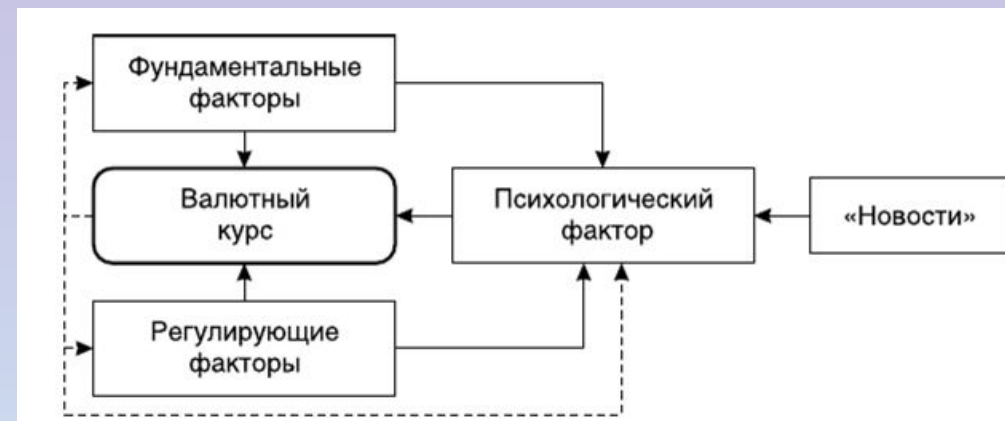 Фундаментальные
факторы
Валютный
курс
Психологический
фактор
«Новости»
Регулирующие
факторы